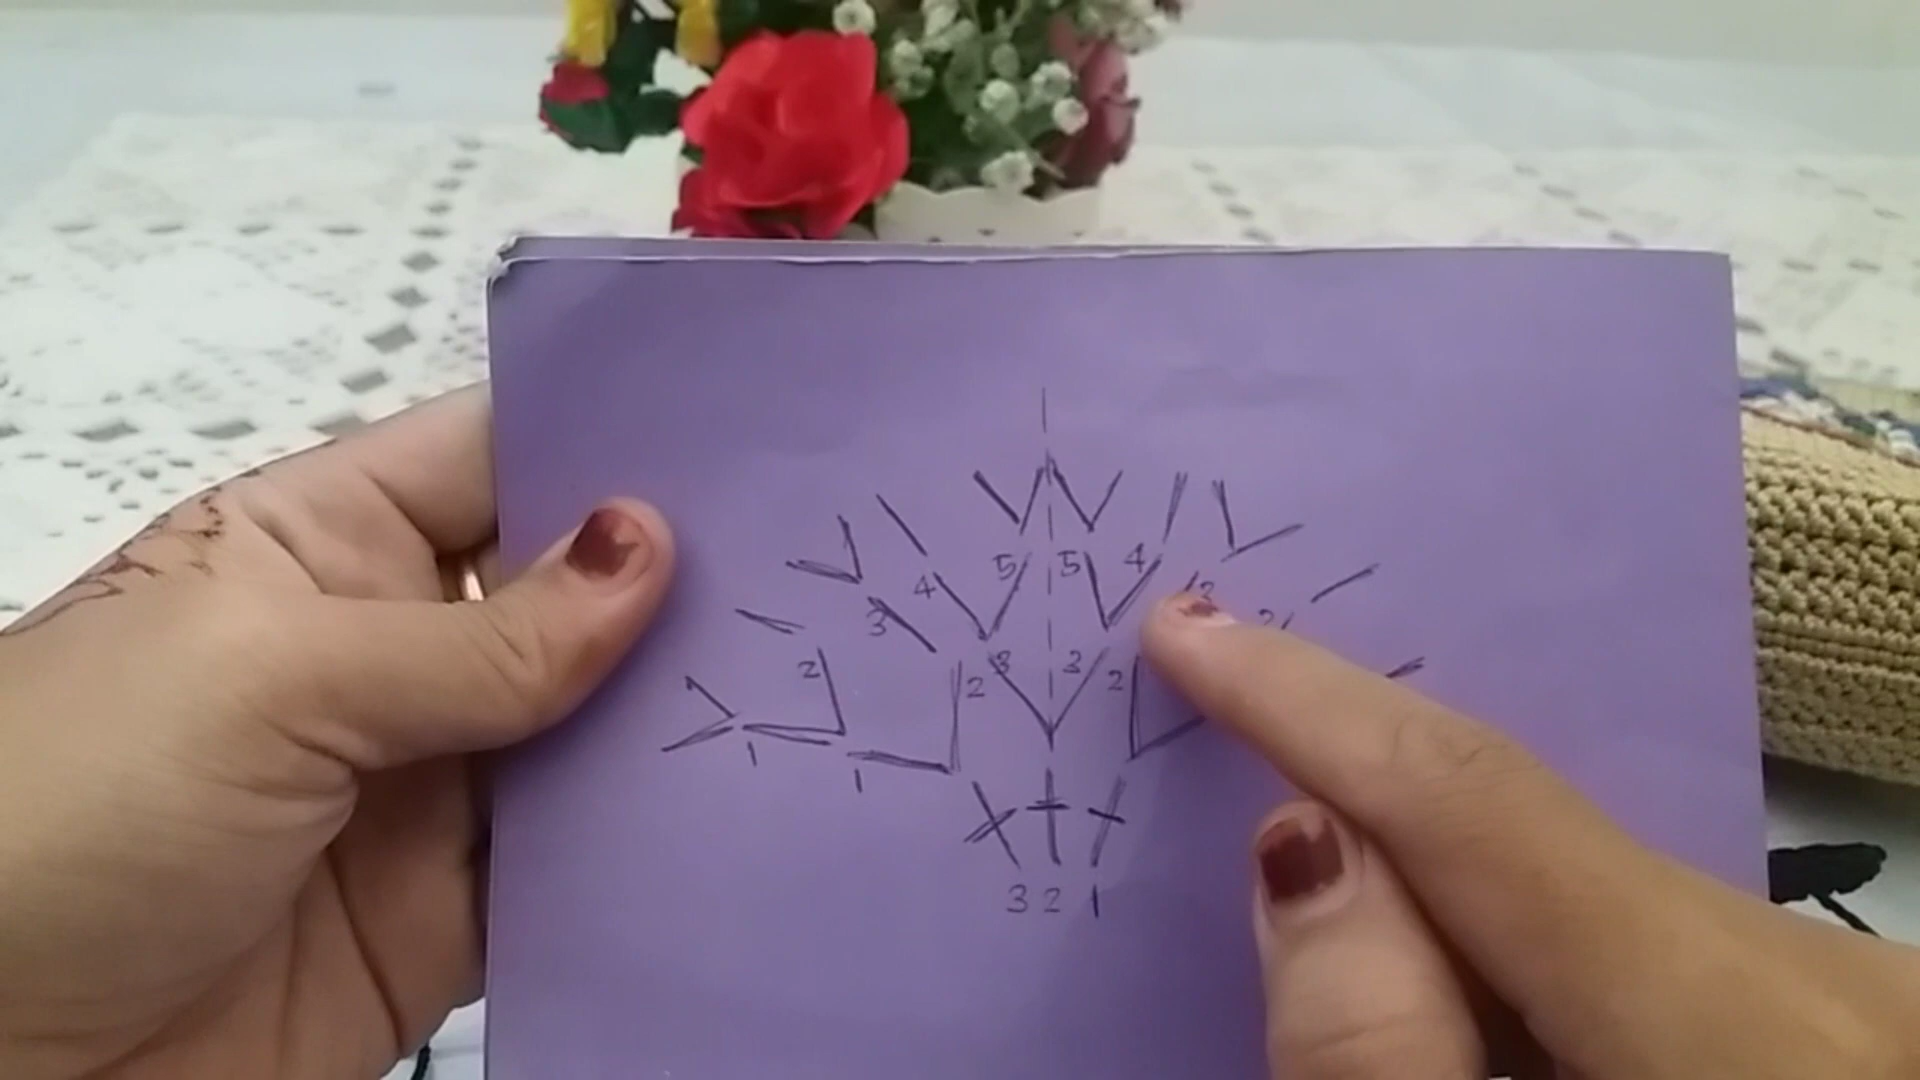 5 5 4
4 3
3 2
2 2 3 3 2
1 1
3 2 1